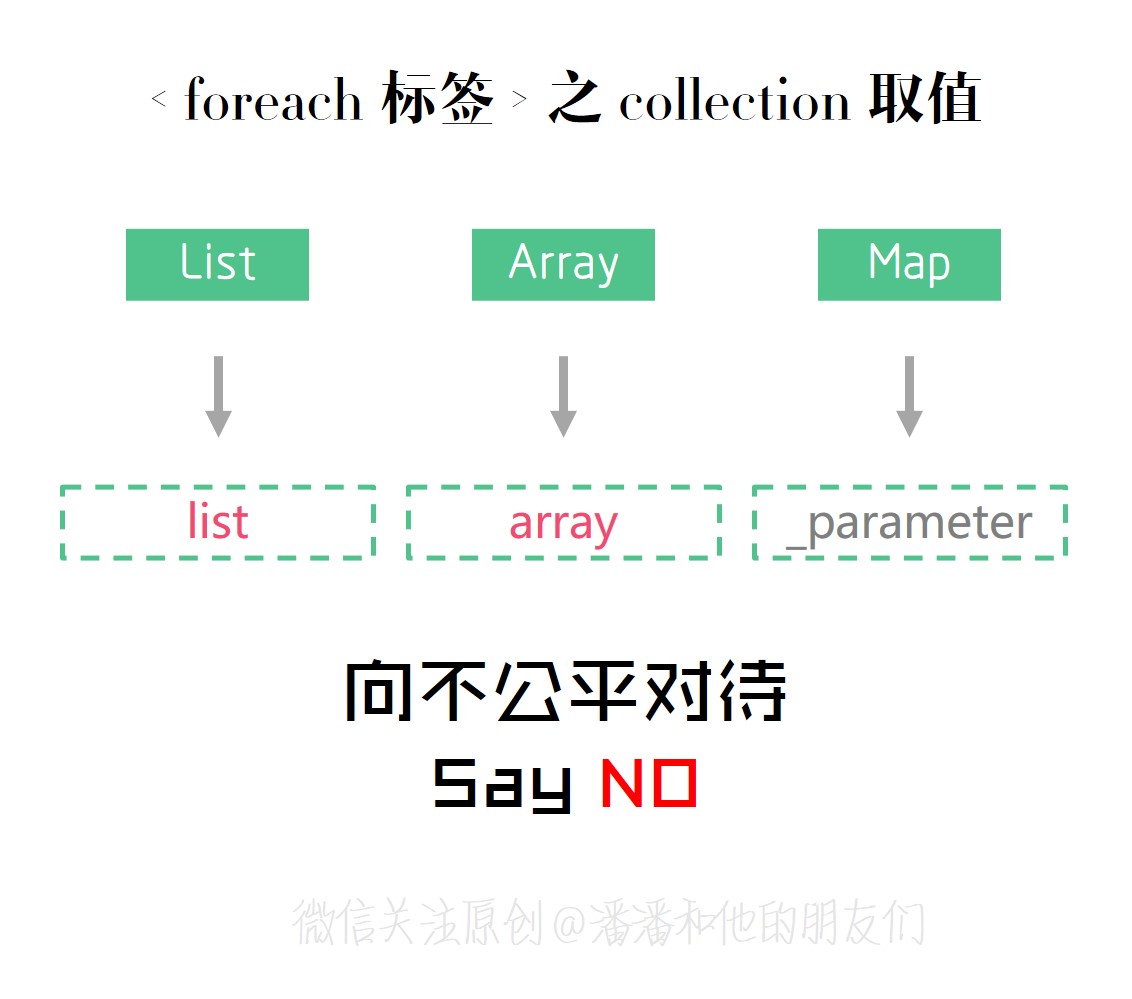 < foreach 标签 > 之 collection 取值
List Array Map
list array _parameter
向不公平对待
Say NO
微信关注原创@潘潘和他的朋友们